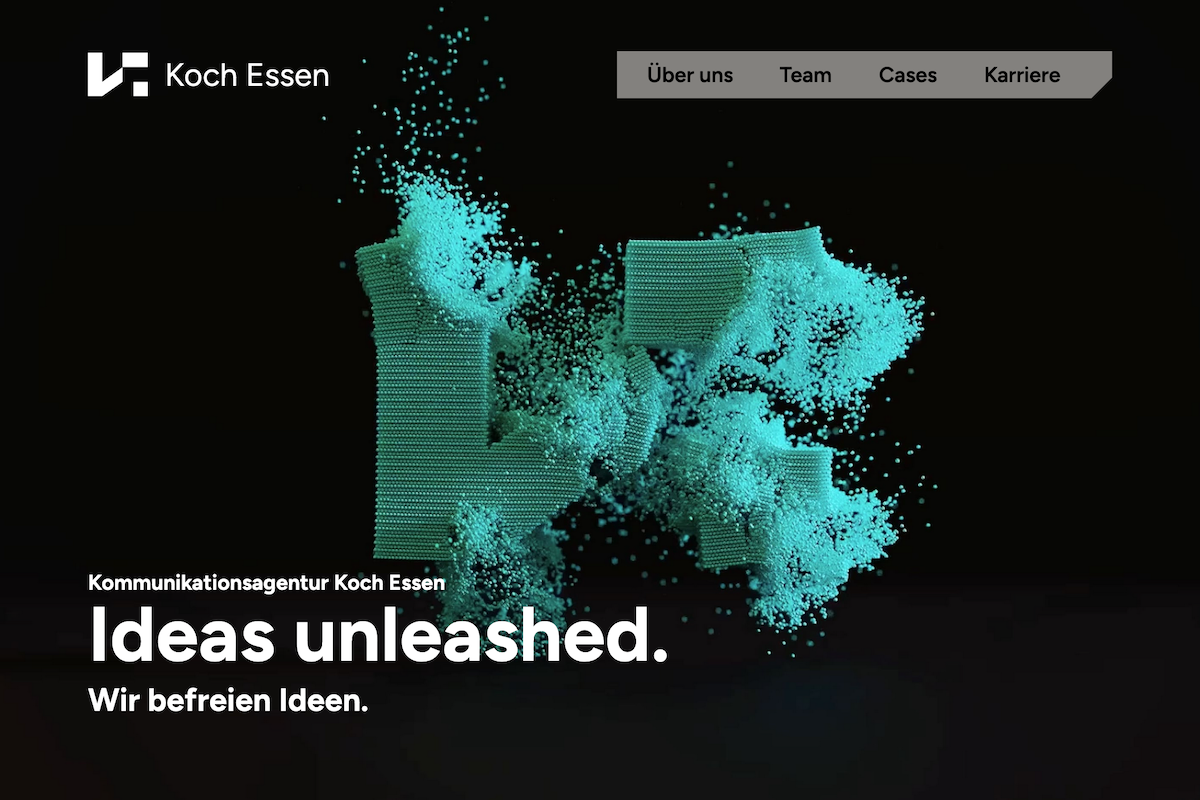 Koch Essen
Über uns Team Cases Karriere
Kommunikationsagentur Koch Essen
Ideas unleashed.
Wir befreien Ideen.